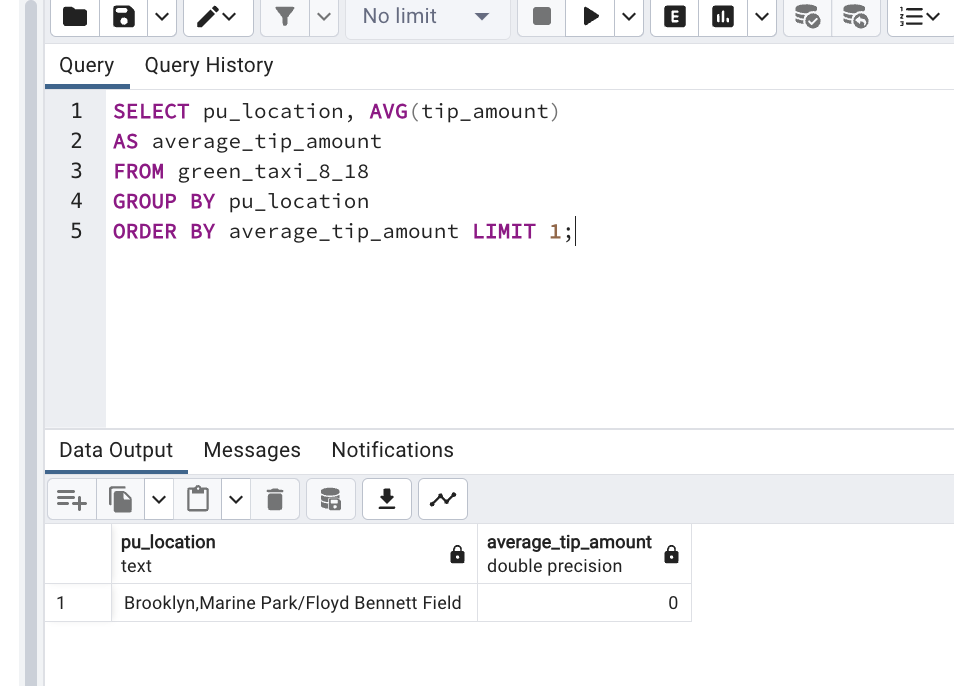 No limit
E
Query Query History
1 SELECT pu_location, AVG(tip_amount)
2 AS average_tip_amount
3 FROM green_taxi_8_18
4 GROUP BY pu_location
5 ORDER BY average_tip_amount LIMIT 1;
Data Output Messages Notifications
pu_location average_tip_amount
text double precision
1 Brooklyn,Marine Park/Floyd Bennett Field 0